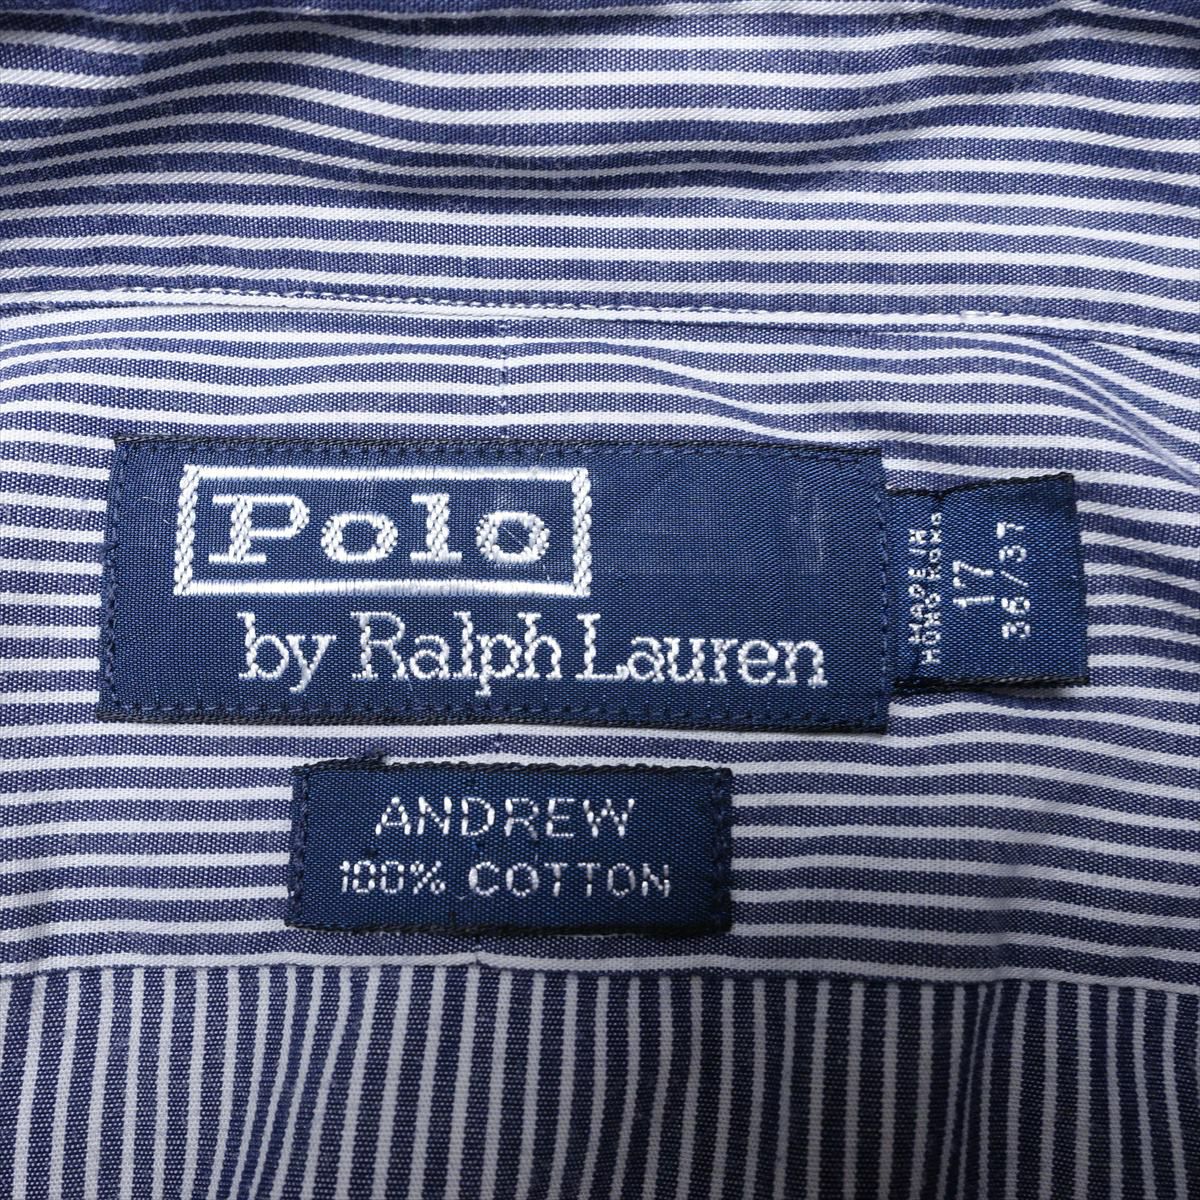 Polo
by Ralph Lauren
MADE IN
HONG KONG
17
36/37
ANDREW
100% COTTON